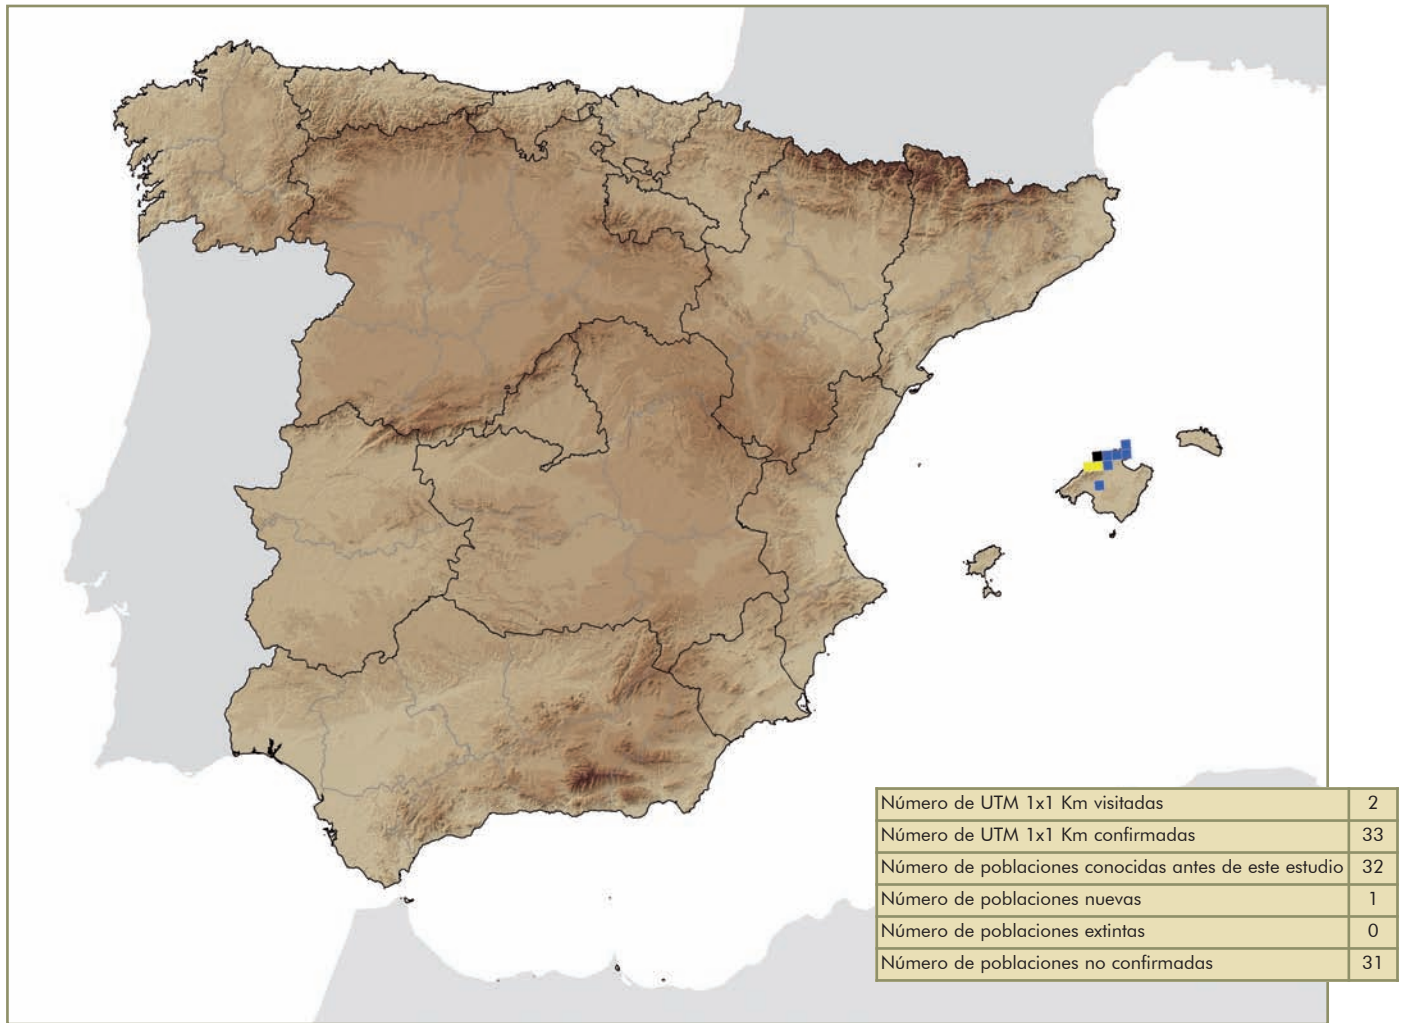 Número de UTM 1x1 Km visitadas 2
Número de UTM 1x1 Km confirmadas 33
Número de poblaciones conocidas antes de este estudio 32
Número de poblaciones nuevas 1
Número de poblaciones extintas 0
Número de poblaciones no confirmadas 31